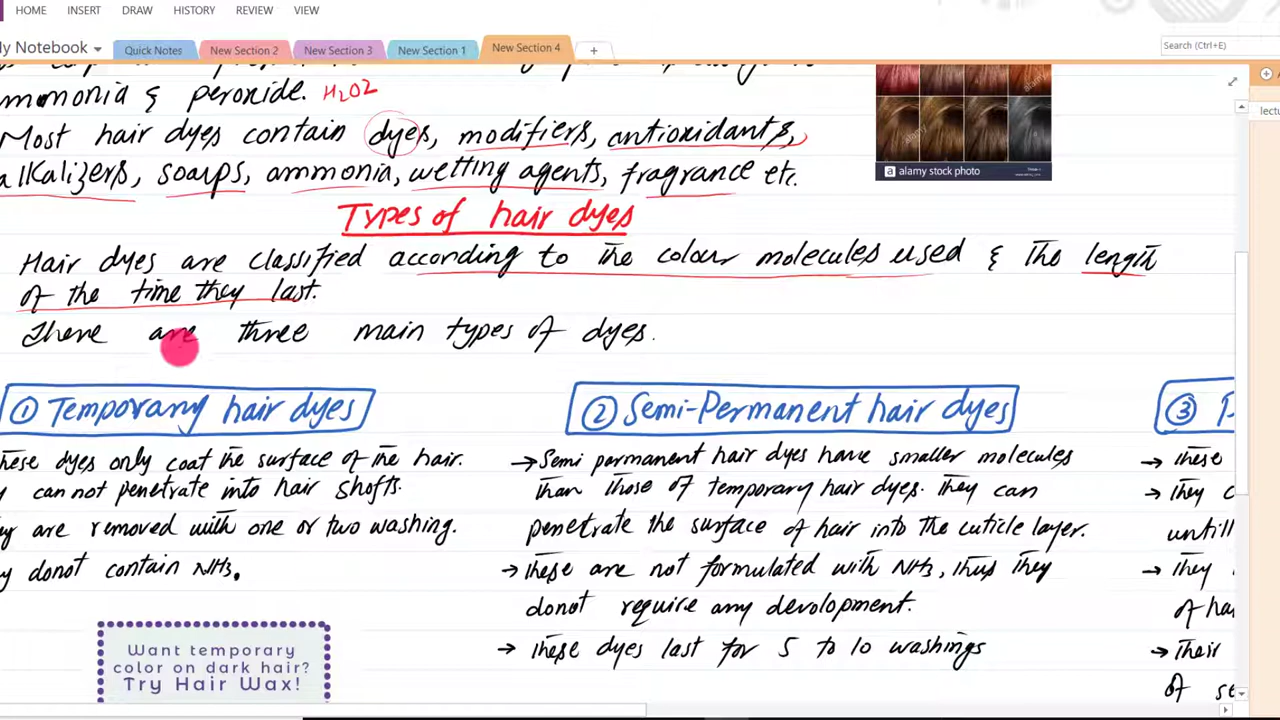 HOME INSERT DRAW HISTORY REVIEW VIEW
My Notebook Quick Notes New Section 2 New Section 3 New Section 1 New Section 4 +
Search (Ctrl+E)
ammonia & peroxide. H2O2
Most hair dyes contain dyes, modifiers, antioxidants,
alkalizers, soaps, ammonia, wetting agents, fragrance etc.
alamy
alamy
a alamy stock photo
Types of hair dyes
Hair dyes are classified according to the colour molecules used & the length
of the time they last.
There are three main types of dyes.
① Temporary hair dyes
These dyes only coat the surface of the hair.
can not penetrate into hair shafts.
are removed with one or two washing.
donot contain NH3.
Want temporary
color on dark hair?
Try Hair Wax!
② Semi-Permanent hair dyes
→ Semi permanent hair dyes have smaller molecules
than those of temporary hair dyes. They can
penetrate the surface of hair into the cuticle layer.
→ These are not formulated with NH3, thus they
donot require any devolopment.
→ These dyes last for 5 to 10 washings
③ P
→ These
→ they
untill
→ they
of ha
→ Their
of se
lectu